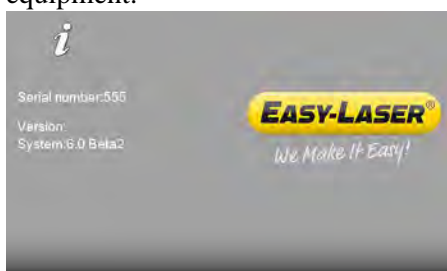 equipment.
i
Serial number:555
Version:
System:6.0 Beta2
EASY-LASER®
We Make It Easy!